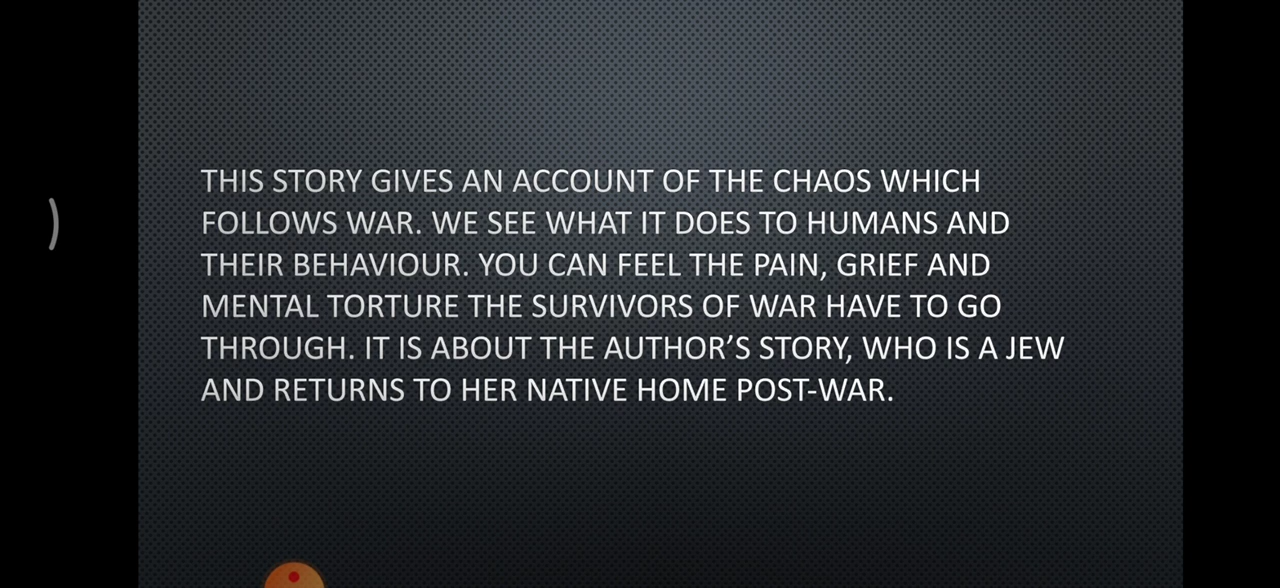 THIS STORY GIVES AN ACCOUNT OF THE CHAOS WHICH
FOLLOWS WAR. WE SEE WHAT IT DOES TO HUMANS AND
THEIR BEHAVIOUR. YOU CAN FEEL THE PAIN, GRIEF AND
MENTAL TORTURE THE SURVIVORS OF WAR HAVE TO GO
THROUGH. IT IS ABOUT THE AUTHOR’S STORY, WHO IS A JEW
AND RETURNS TO HER NATIVE HOME POST-WAR.